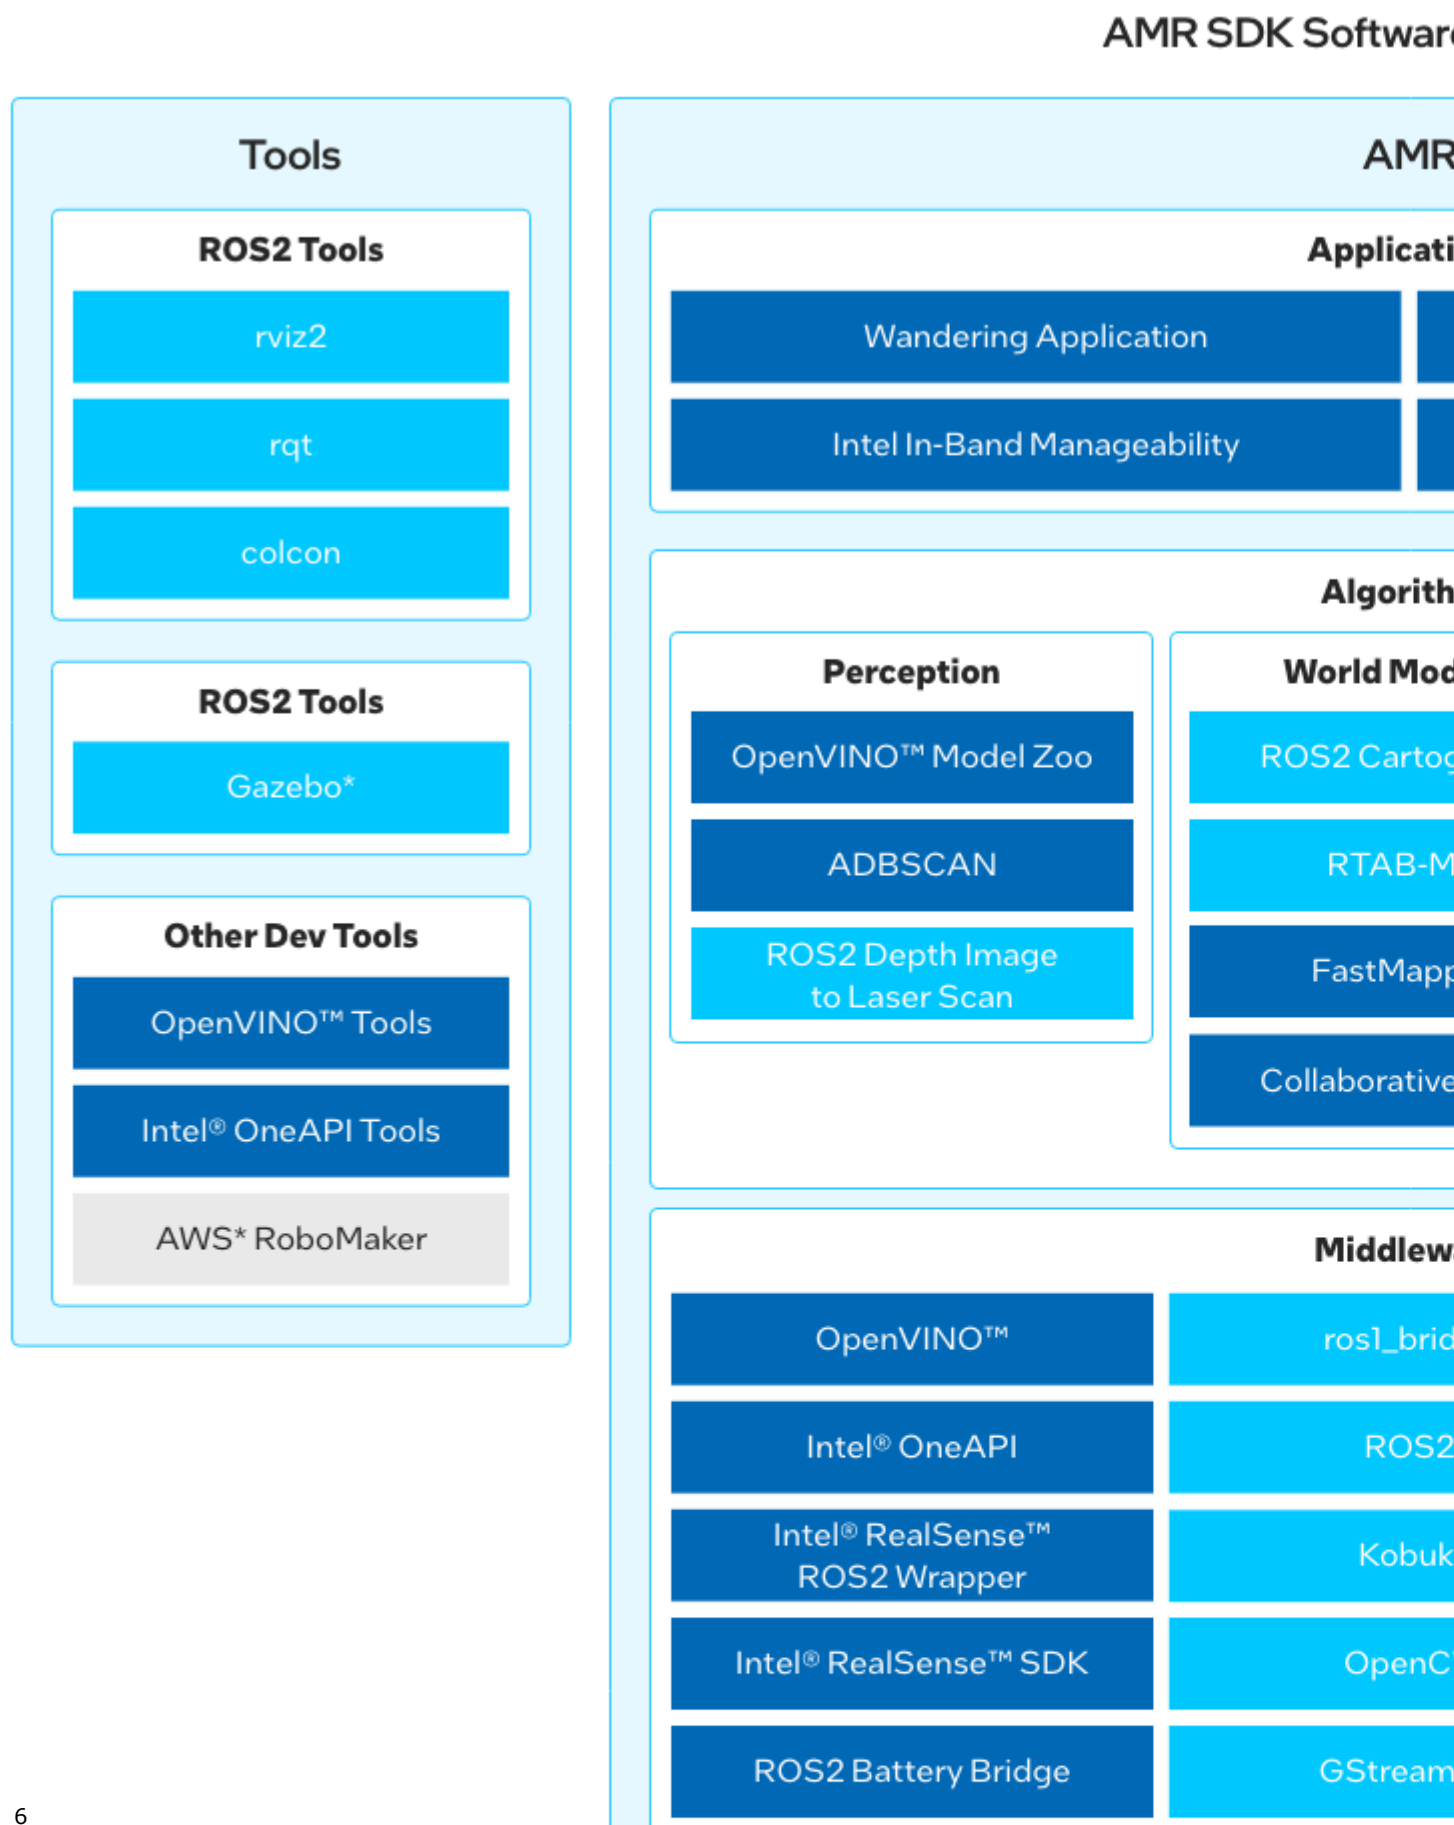 AMR SDK Software
Tools
ROS2 Tools
rviz2
rqt
colcon
ROS2 Tools
Gazebo*
Other Dev Tools
OpenVINO™ Tools
Intel® OneAPI Tools
AWS* RoboMaker
AMR
Applicati
Wandering Application
Intel In-Band Manageability
Algorith
Perception
OpenVINO™ Model Zoo
ADBSCAN
ROS2 Depth Image
to Laser Scan
World Mod
ROS2 Cartog
RTAB-M
FastMapp
Collaborative
Middlewa
OpenVINO™
Intel® OneAPI
Intel® RealSense™
ROS2 Wrapper
Intel® RealSense™ SDK
ROS2 Battery Bridge
ros1_brid
ROS2
Kobuk
OpenC
GStream
6